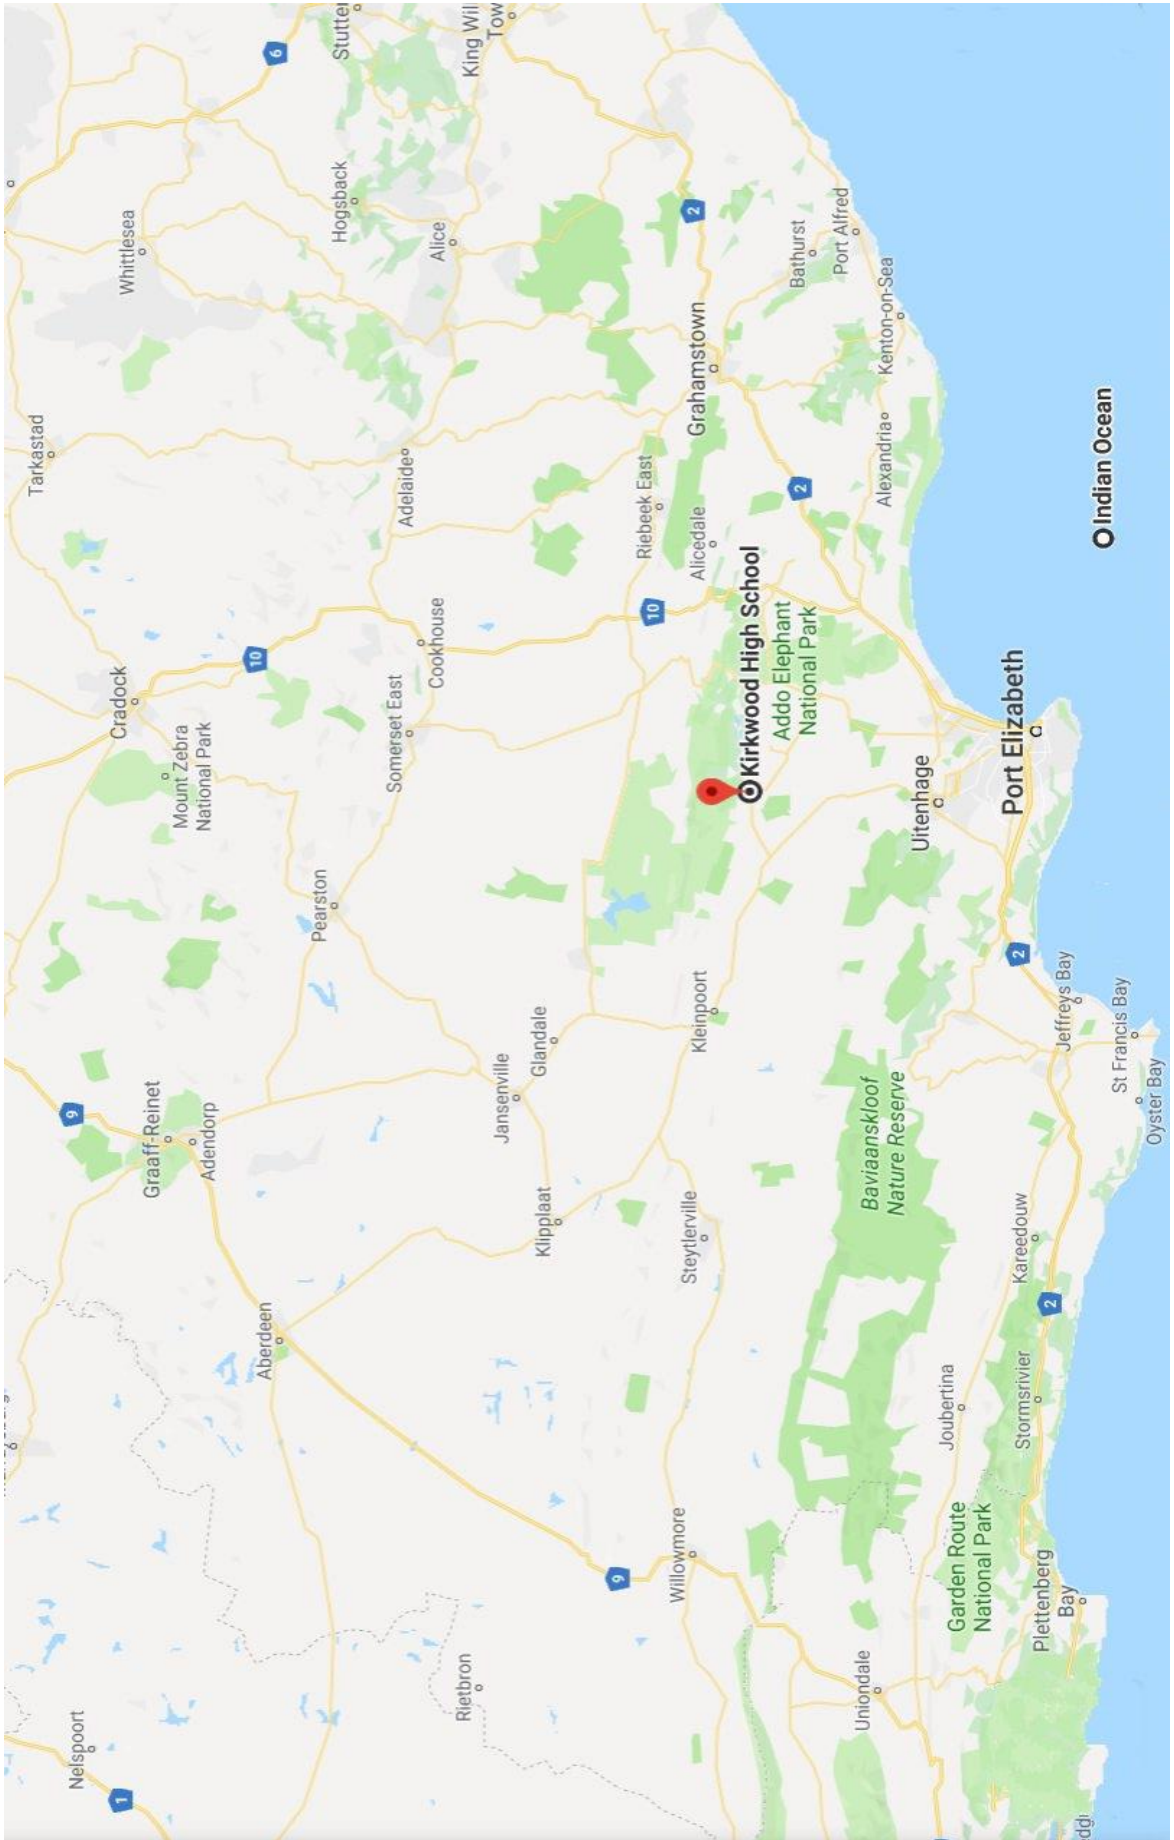 Nelspoort
1
Aberdeen
Graaff-Reinet
Adendorp
9
Pearston
Mount Zebra
National Park
Cradock
10
Tarkastad
Whittlesea
6
Hogsback
Stutter
Alice
King Wil
Tow
Adelaide
Somerset East
Cookhouse
Rietbron
Klipplaat
Jansenville
Glandale
9
Willowmore
Steytlerville
Kleinpoort
10
Riebeek East
Alicedale
Grahamstown
2
Kirkwood High School
Addo Elephant
National Park
2
Bathurst
Port Alfred
Kenton-on-Sea
Alexandria
Uniondale
Baviaanskloof
Nature Reserve
Uitenhage
Joubertina
Garden Route
National Park
Port Elizabeth
Plettenberg
Bay
Stormsrivier
2
Kareedouw
2
Jeffreys Bay
St Francis Bay
Oyster Bay
Indian Ocean